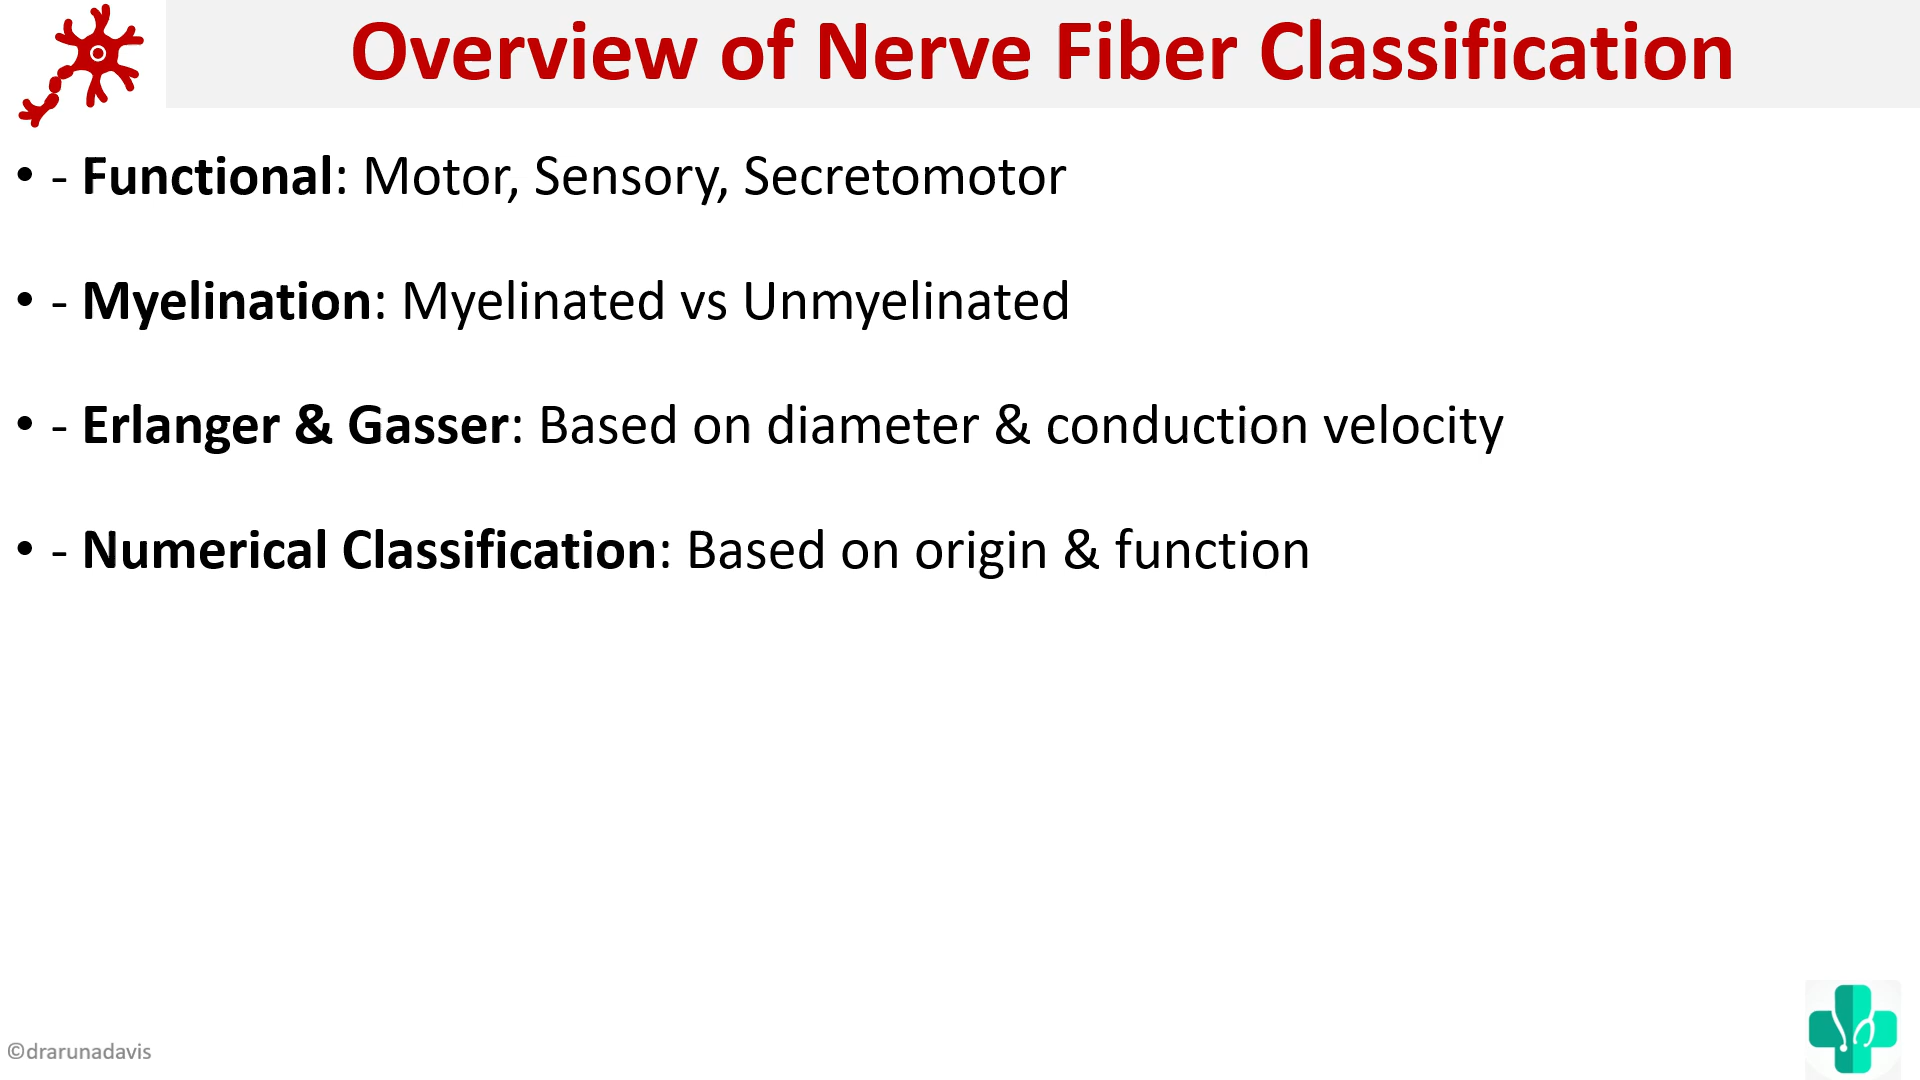 Overview of Nerve Fiber Classification
• - Functional: Motor, Sensory, Secretomotor
• - Myelination: Myelinated vs Unmyelinated
• - Erlanger & Gasser: Based on diameter & conduction velocity
• - Numerical Classification: Based on origin & function
©drarunadavis